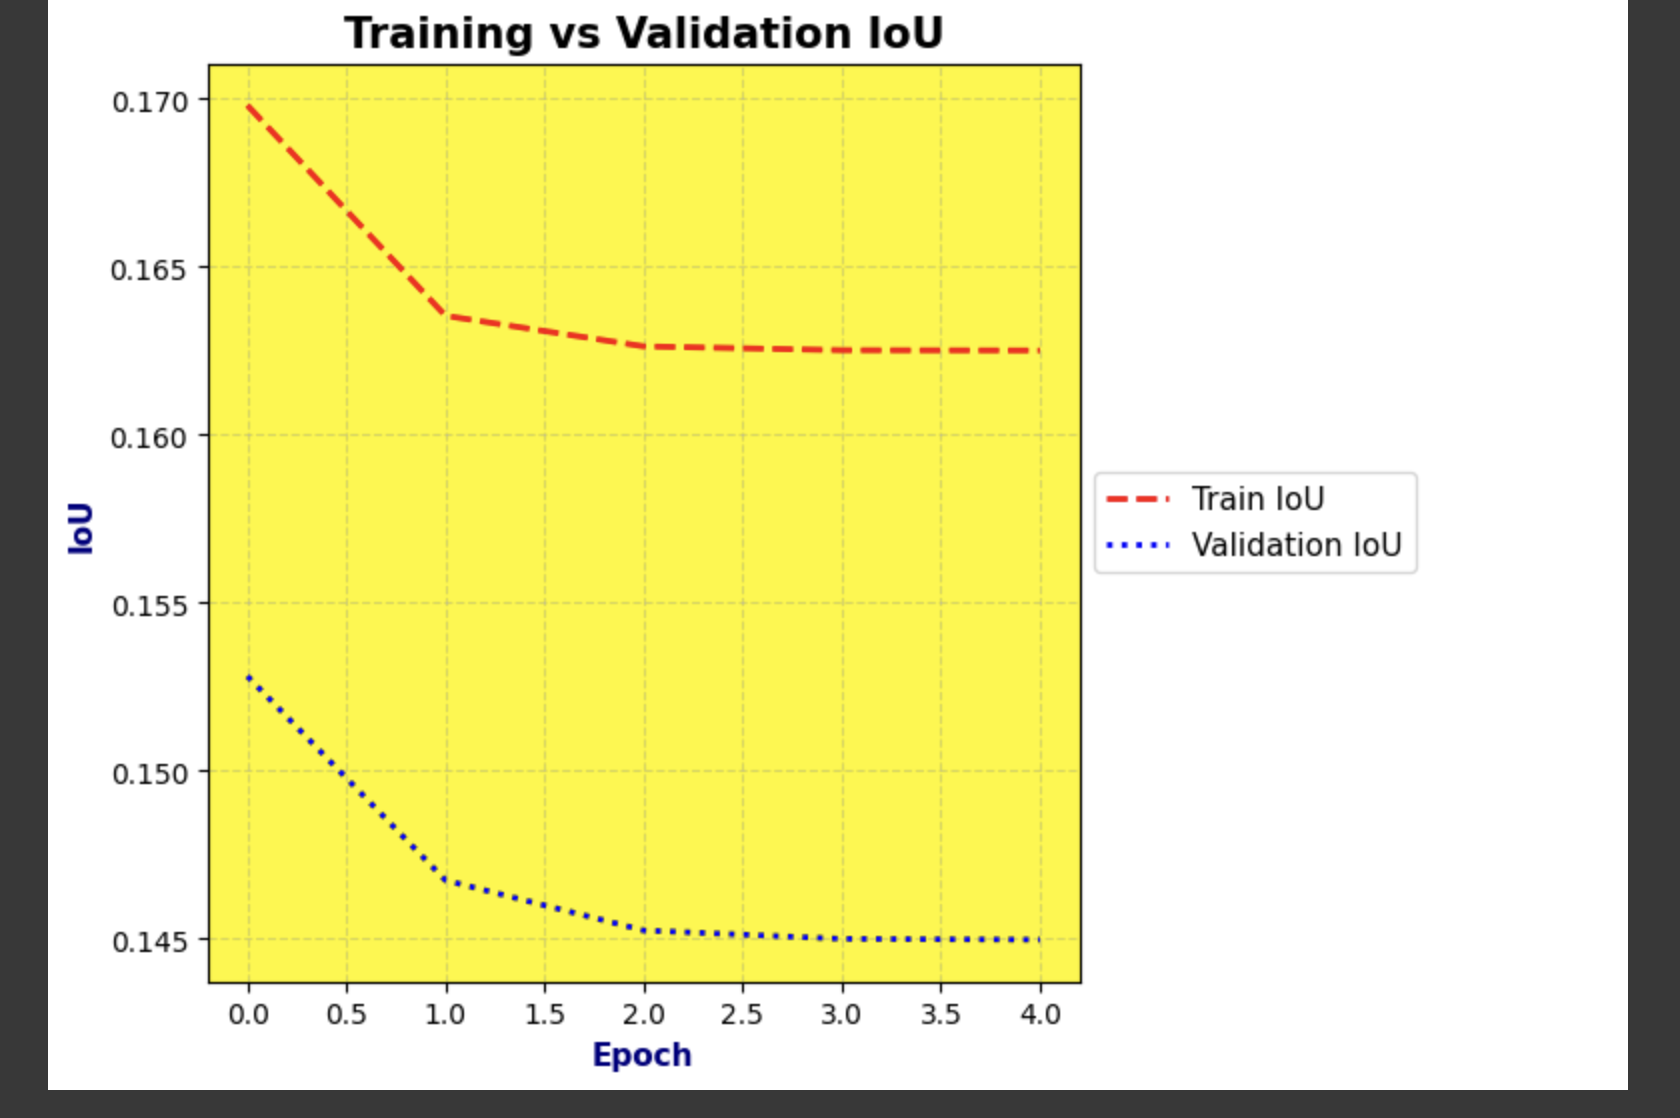 Training vs Validation IoU
0.170
0.165
0.160
0.155
0.150
0.145
IoU
0.0 0.5 1.0 1.5 2.0 2.5 3.0 3.5 4.0
Epoch
Train IoU
Validation IoU